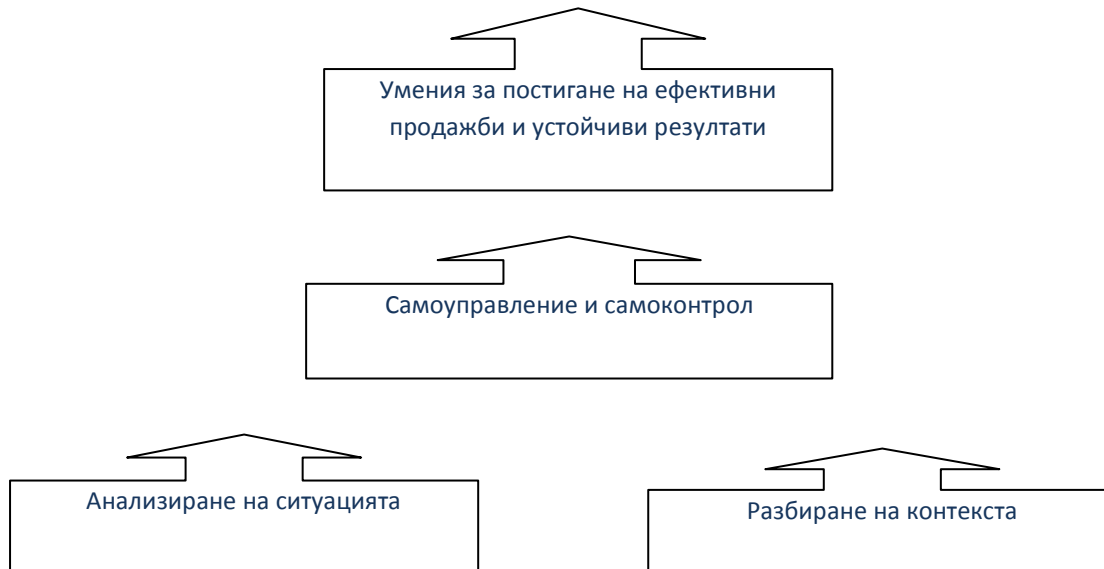 Умения за постигане на ефективни
продажби и устойчиви резултати
Самоуправление и самоконтрол
Анализиране на ситуацията
Разбиране на контекста